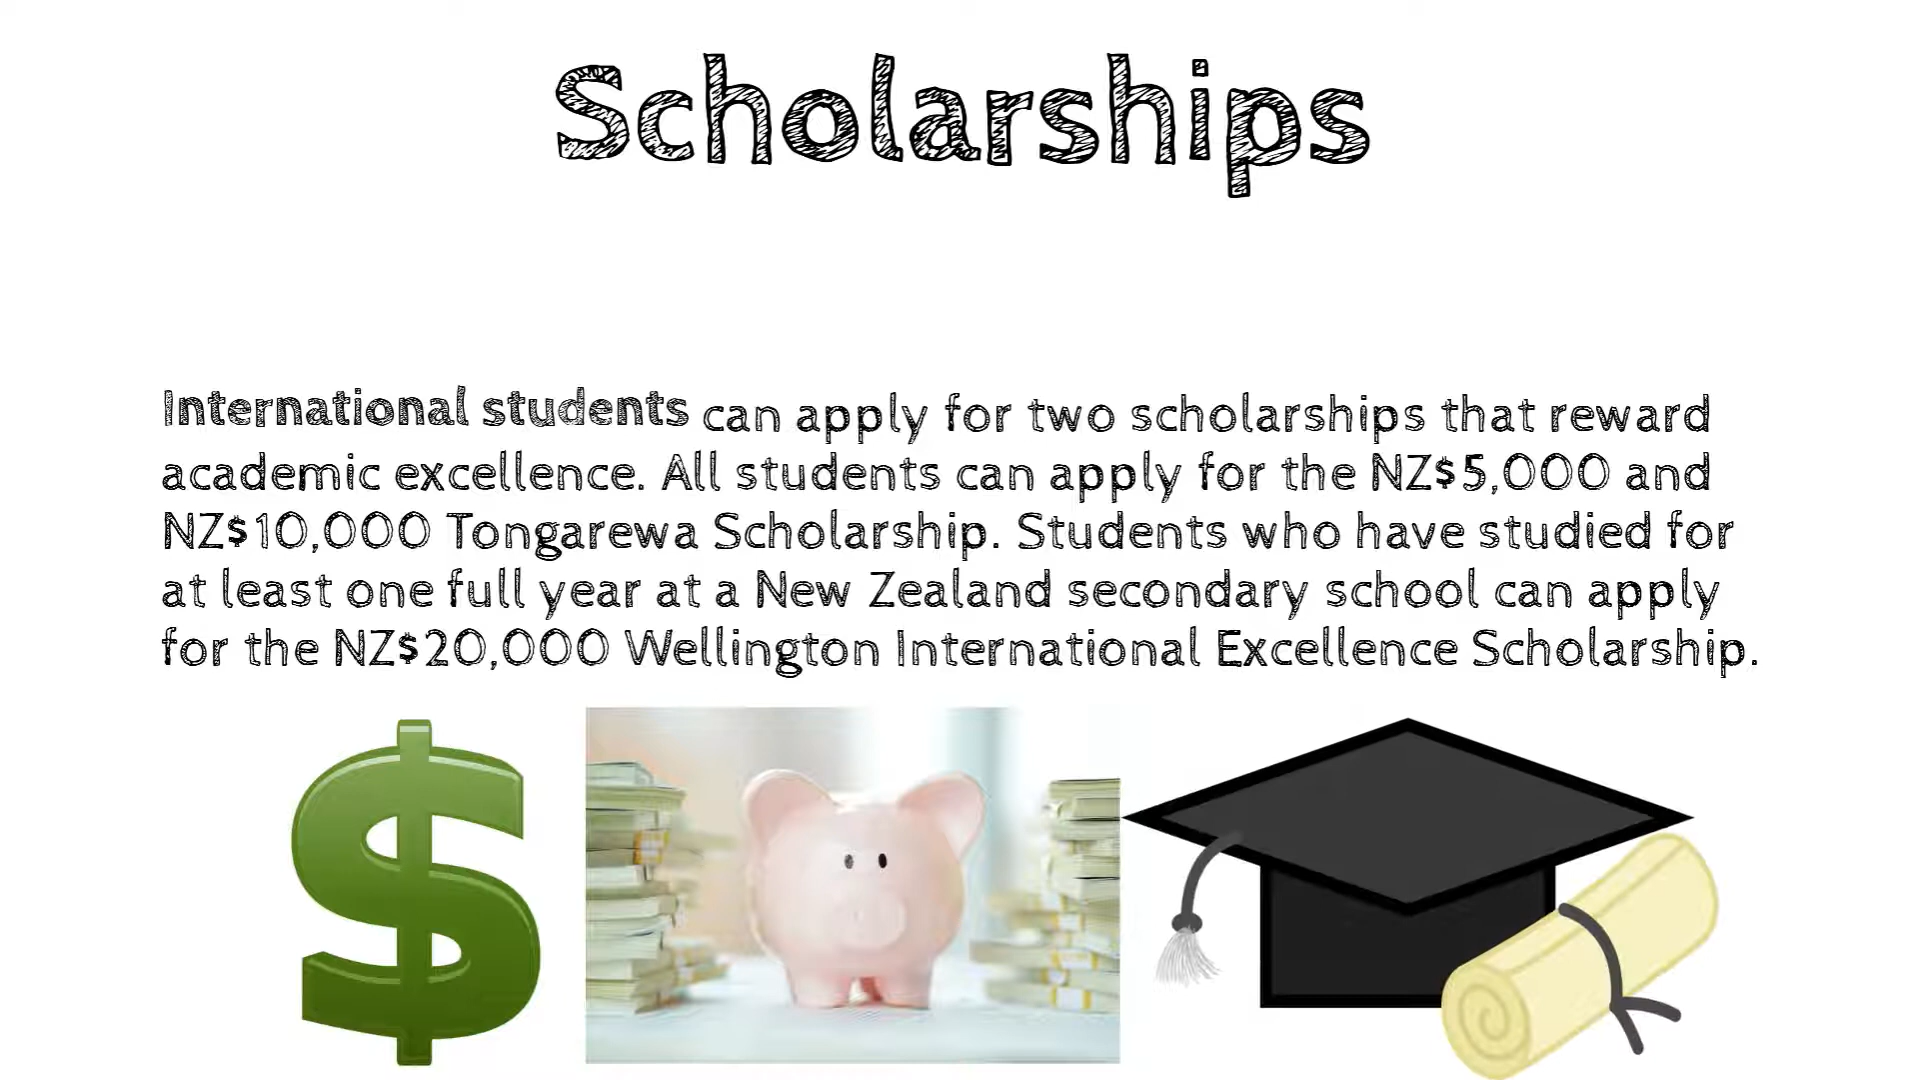 Scholarships
International students can apply for two scholarships that reward
academic excellence. All students can apply for the NZ$5,000 and
NZ$10,000 Tongarewa Scholarship. Students who have studied for
at least one full year at a New Zealand secondary school can apply
for the NZ$20,000 Wellington International Excellence Scholarship.